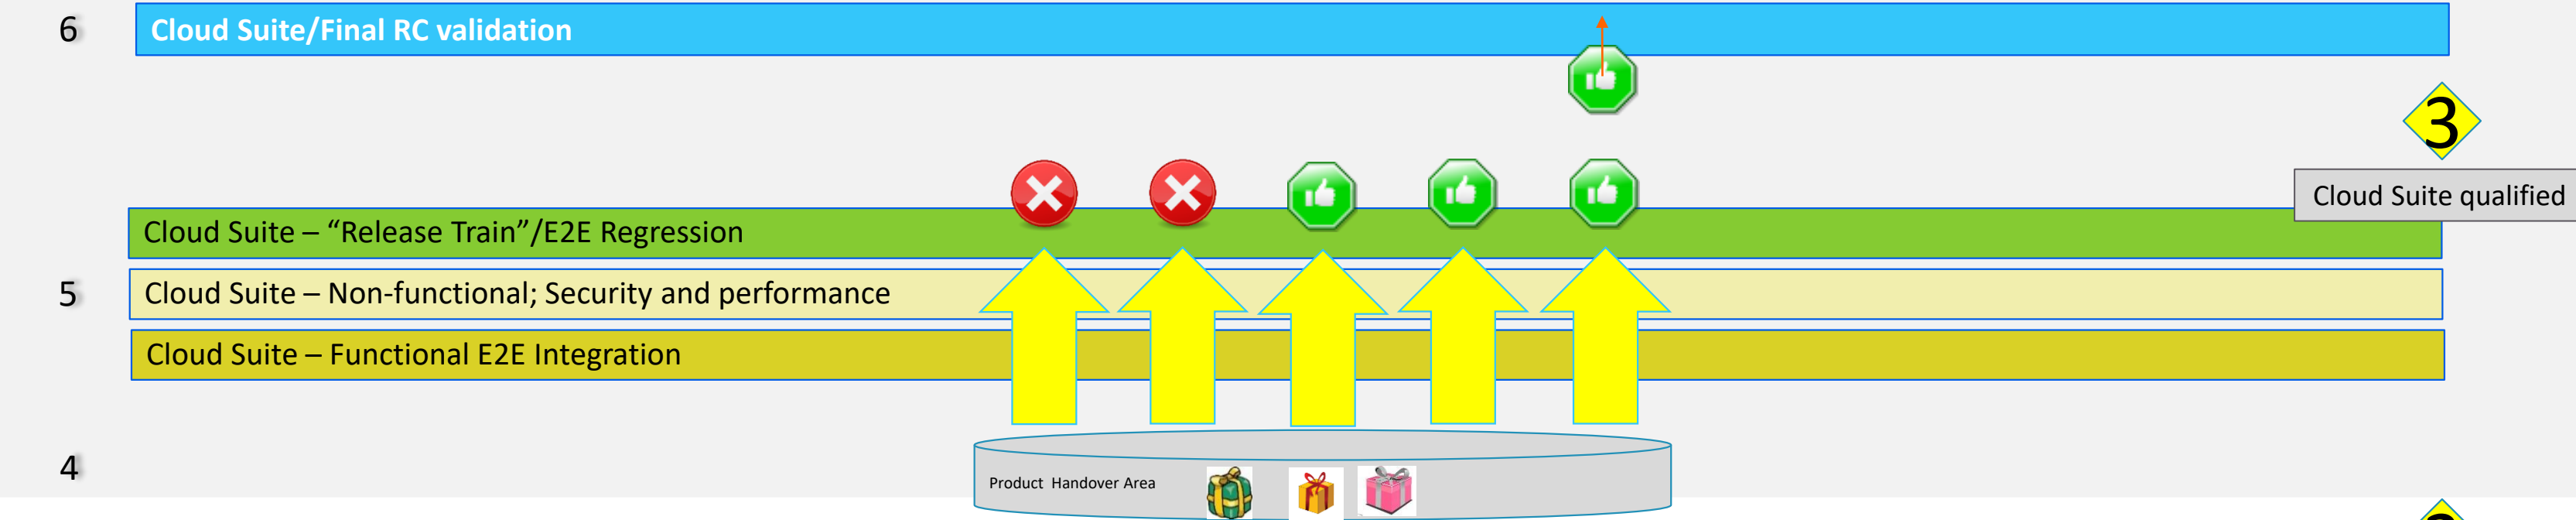 6
Cloud Suite/Final RC validation
3
Cloud Suite qualified
Cloud Suite – “Release Train”/E2E Regression
5
Cloud Suite – Non-functional; Security and performance
Cloud Suite – Functional E2E Integration
4
Product Handover Area